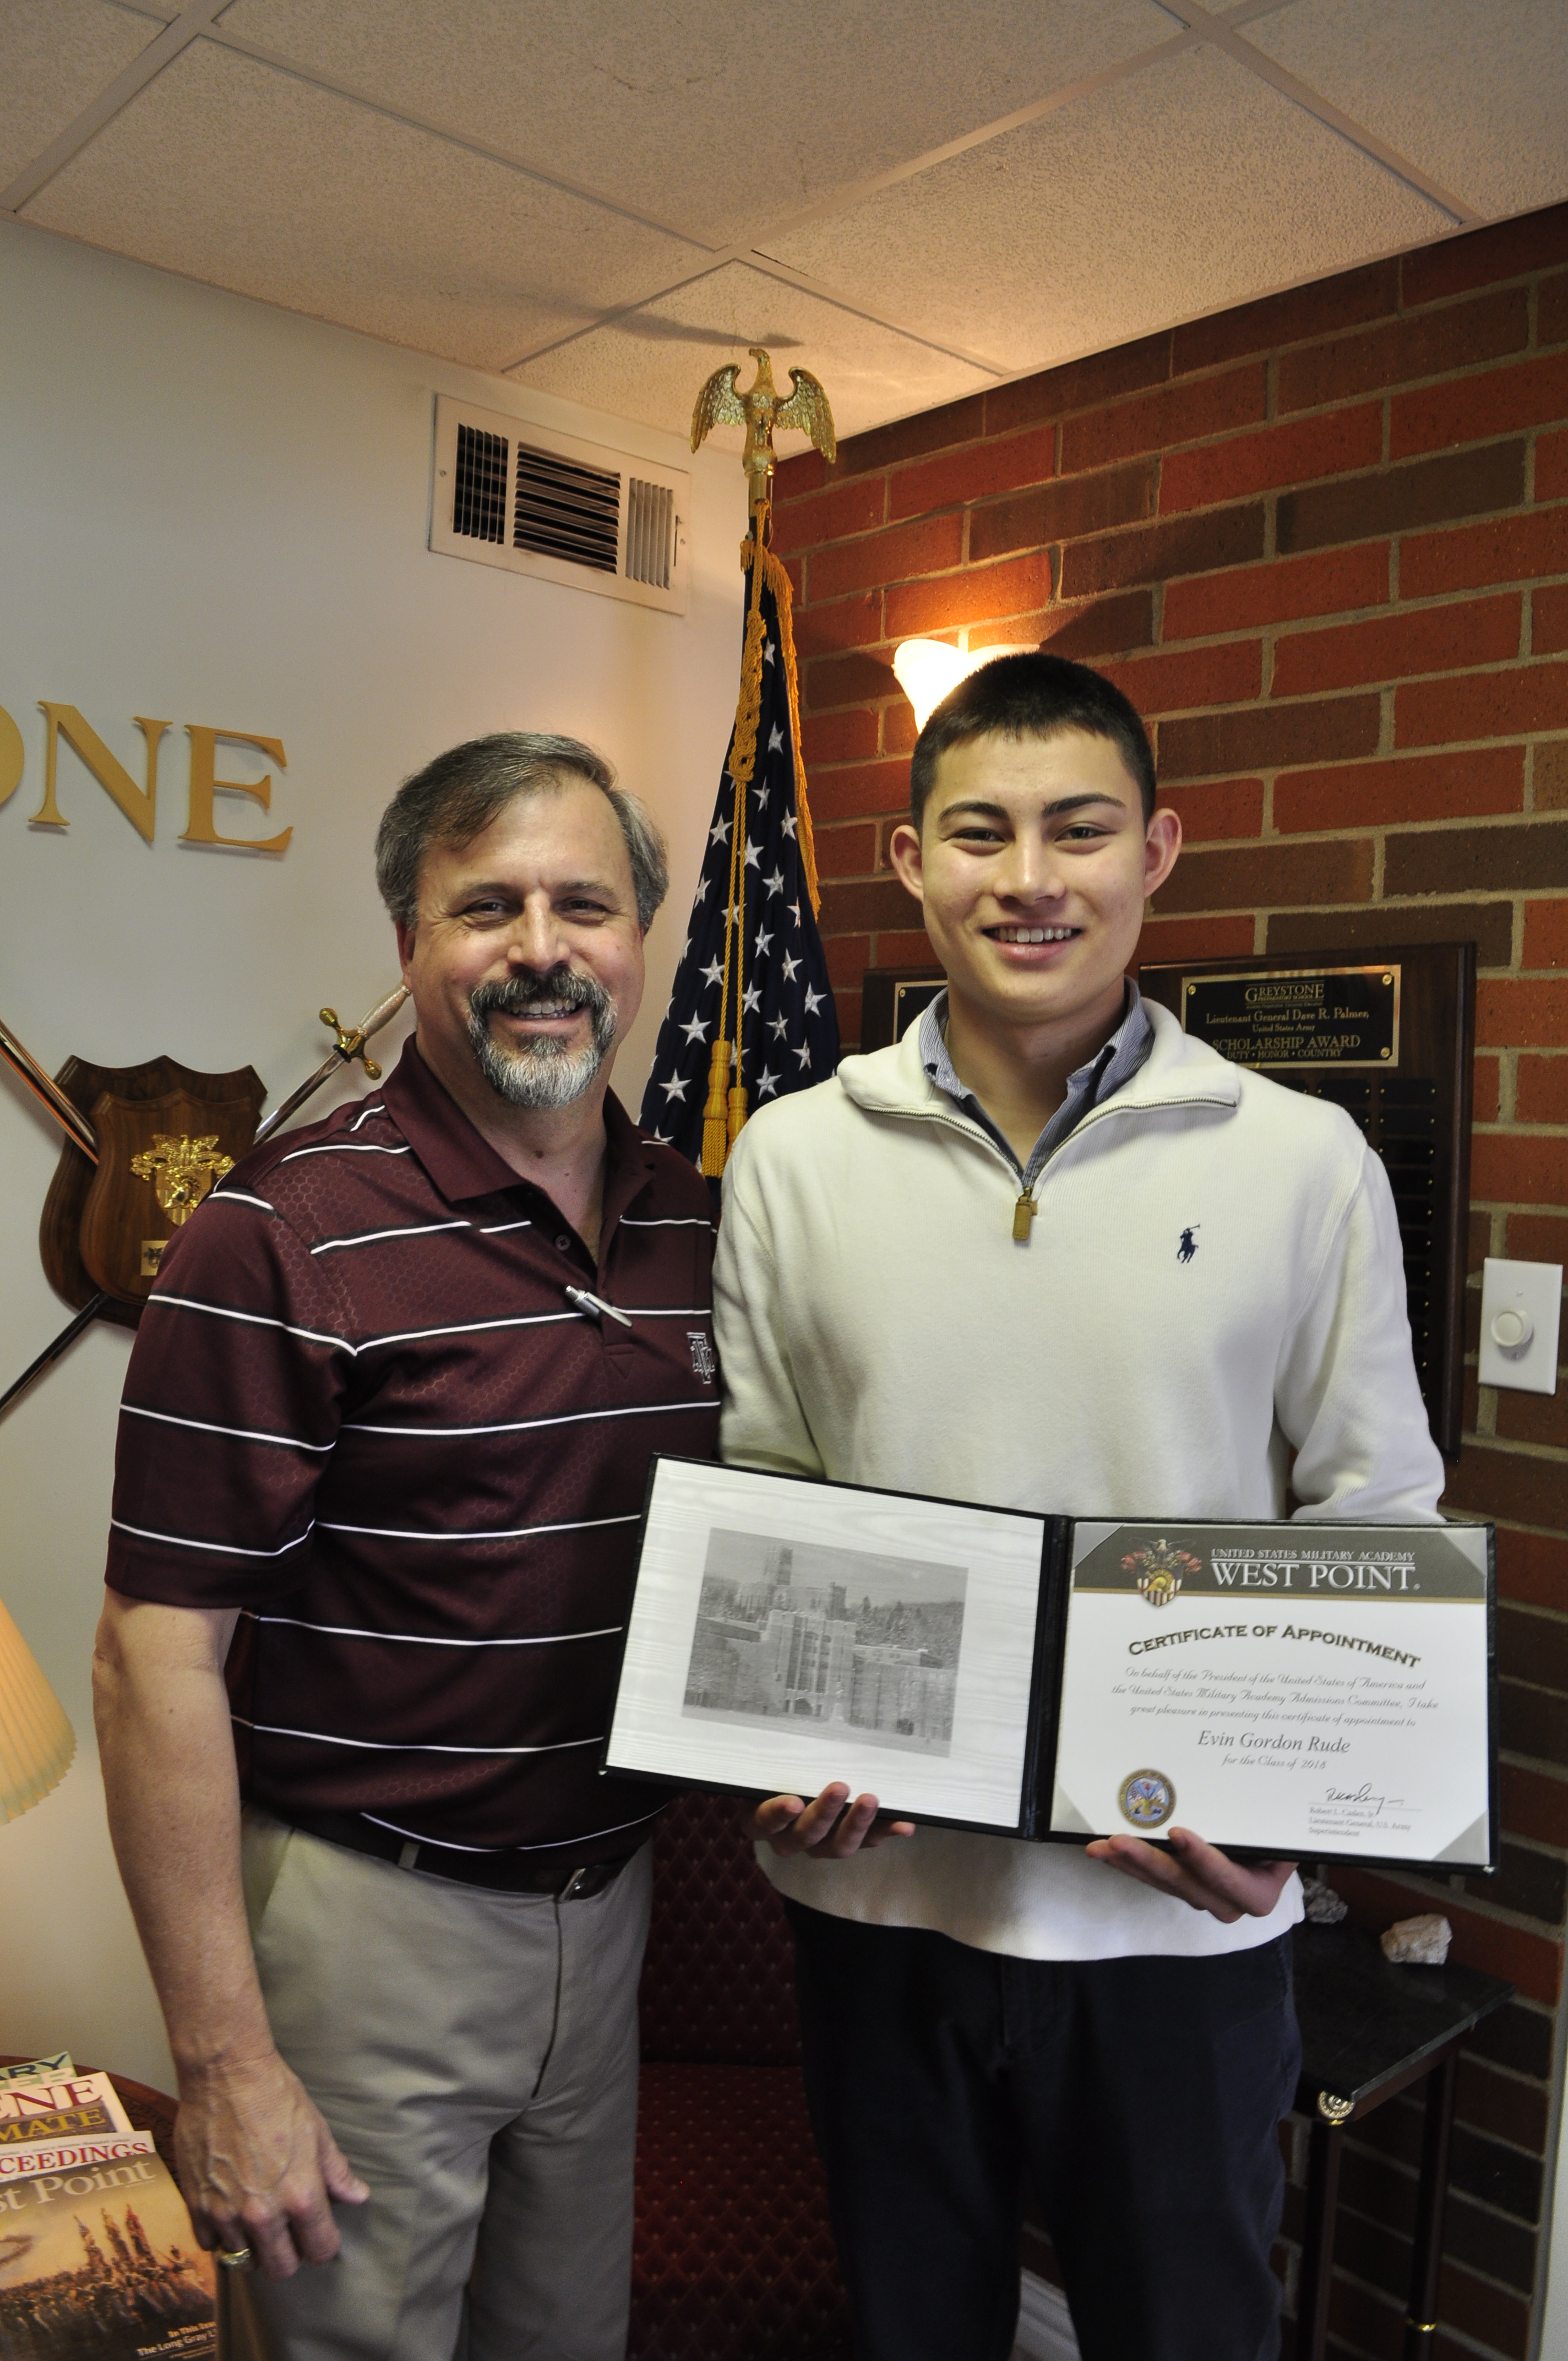 ONE
GREYSTONE
PREPARATORY SCHOOL
Lieutenant General Dave R. Palmer,
United States Army
SCHOLARSHIP AWARD
DUTY • HONOR • COUNTRY
UNITED STATES MILITARY ACADEMY
WEST POINT®
CERTIFICATE OF APPOINTMENT
On behalf of the President of the United States of America and
the United States Military Academy Admissions Committee, I take
great pleasure in presenting this certificate of appointment to
Evin Gordon Rude
for the Class of 2018
Robert L. Caslen, Jr.
Lieutenant General, U.S. Army
Superintendent
ARY
ENE
MATE
CEEDINGS
st Point
In This Issue
The Long Gray L